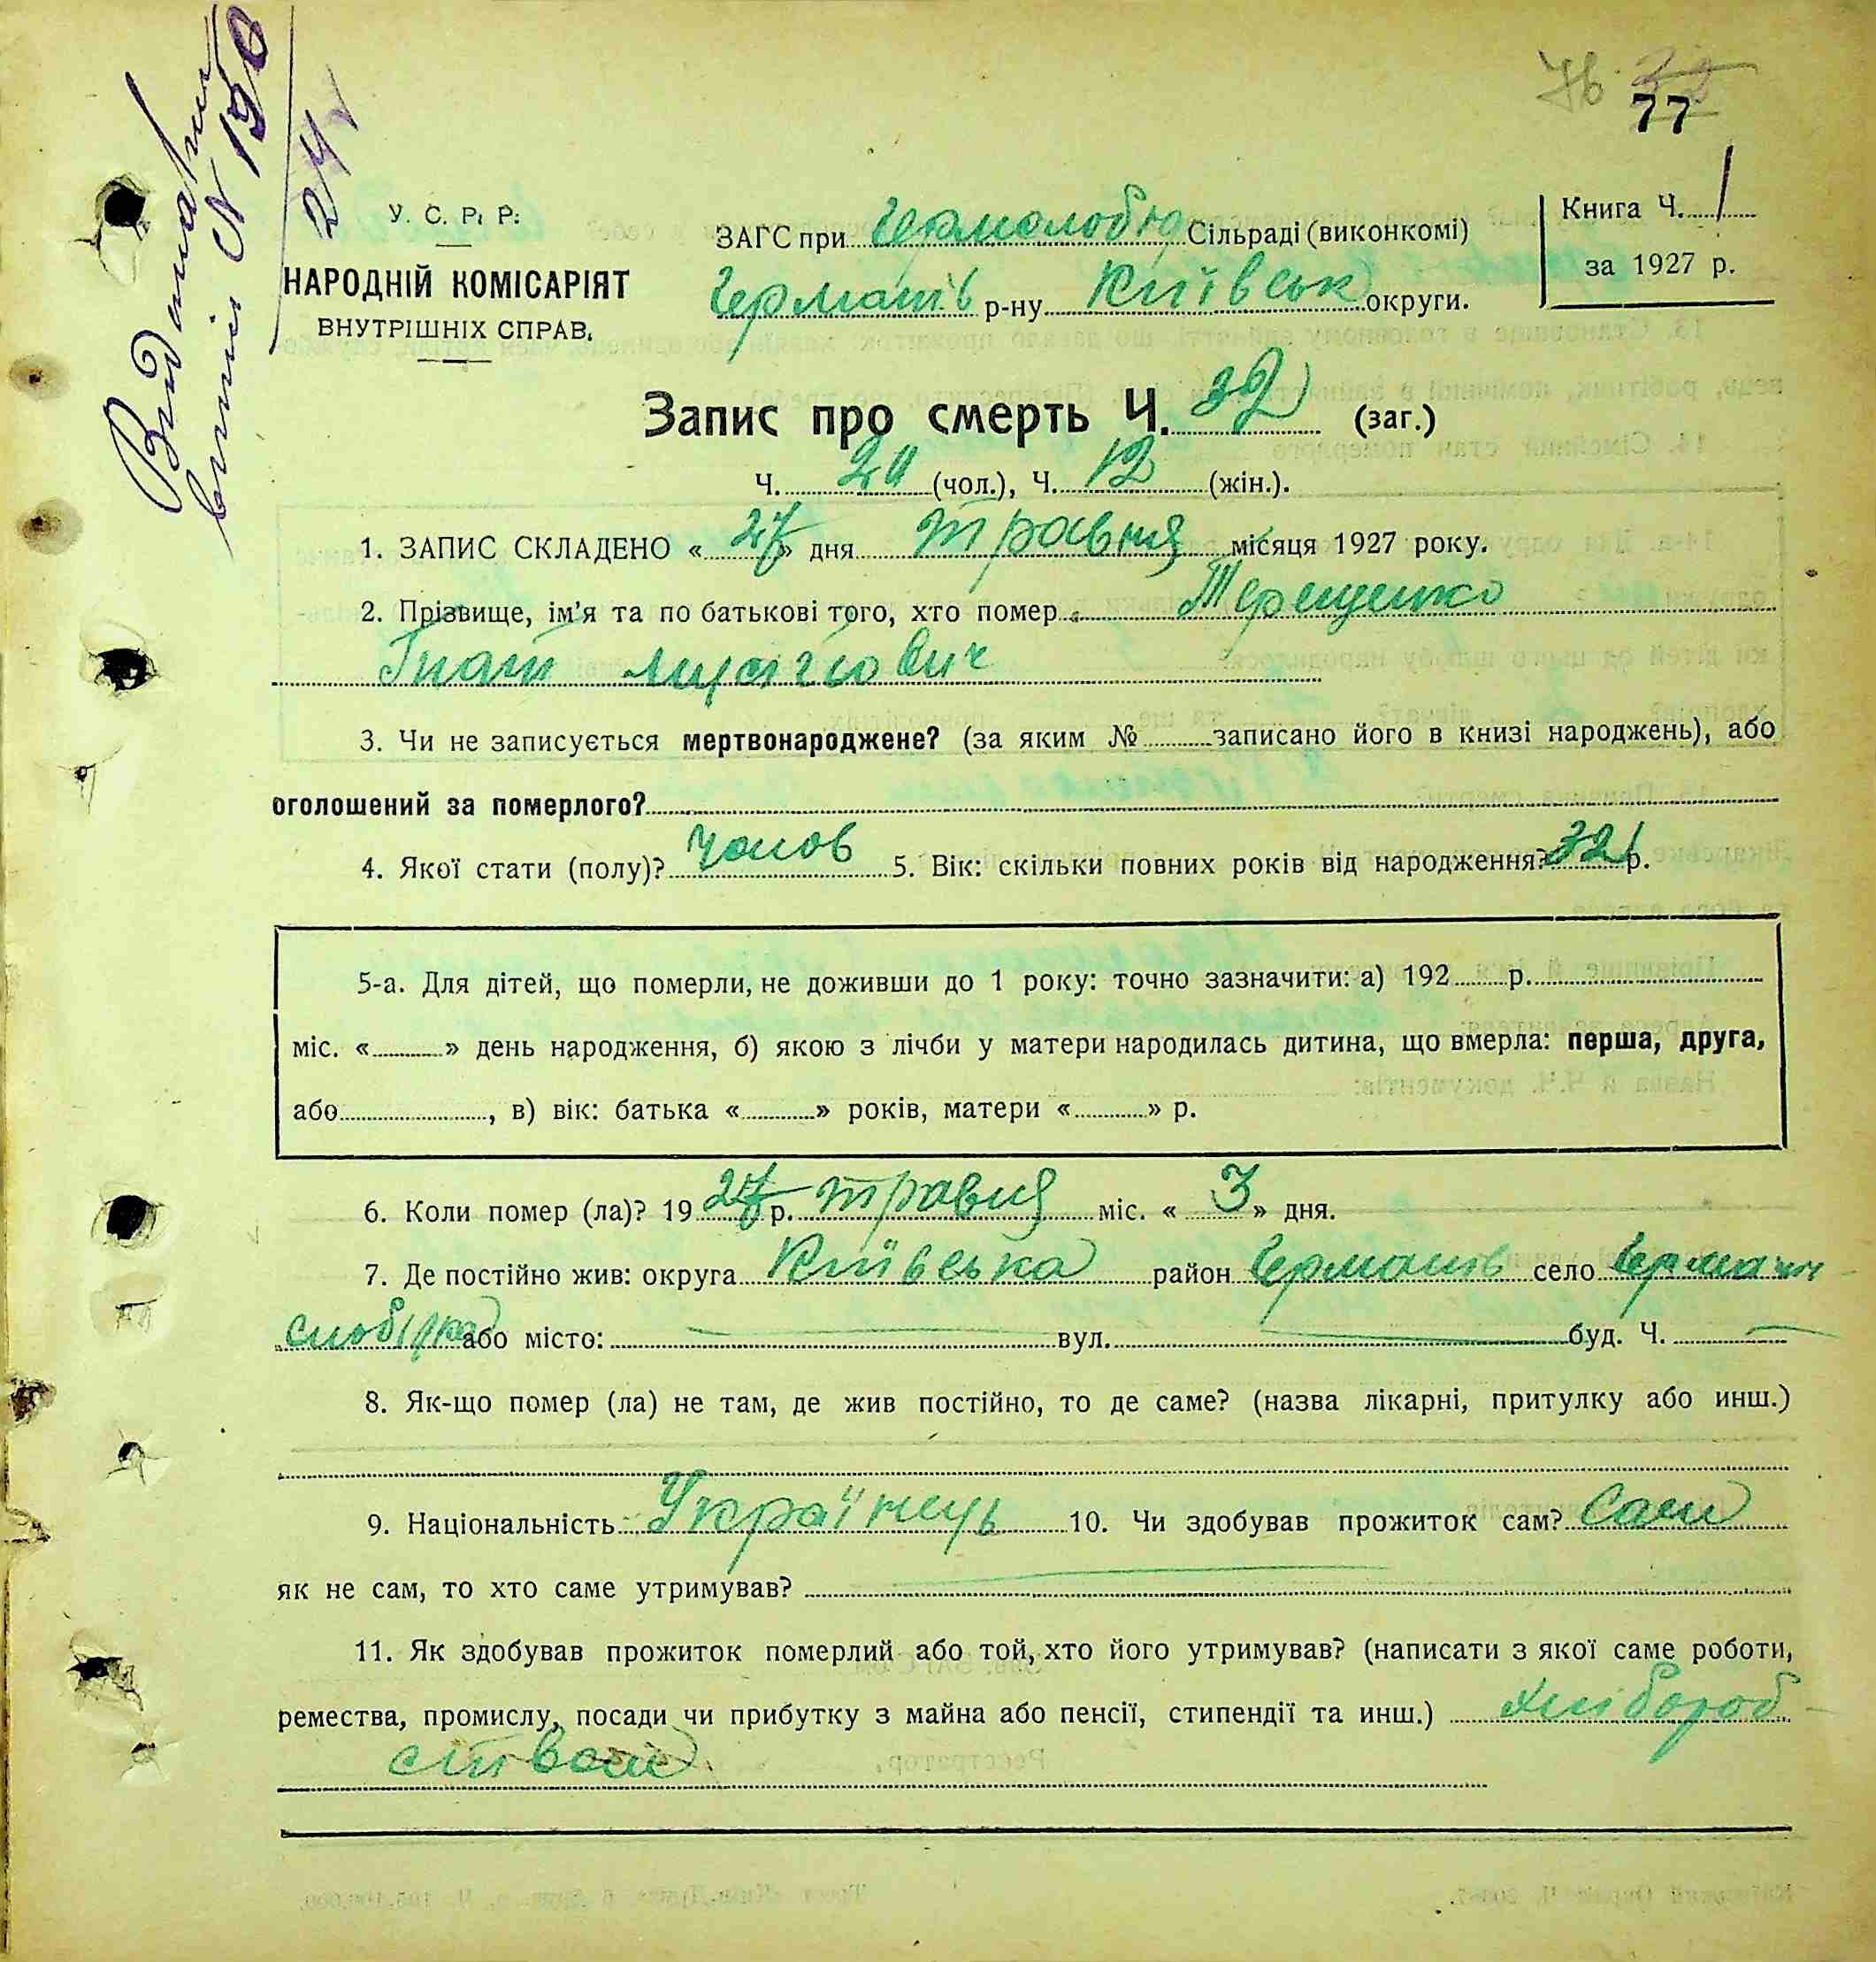 77
У. С. Р. Р.
НАРОДНІЙ КОМІСАРІЯТ
ВНУТРІШНІХ СПРАВ.
ЗАГС при Гермслобід Сільраді (виконкомі)
Германів р-ну Київськ округи.
Книга Ч. 1
за 1927 р.
Запис про смерть Ч. 32 (заг.)
Ч. 20 (чол.), Ч. 12 (жін.).
1. ЗАПИС СКЛАДЕНО « 27 » дня травня місяця 1927 року.
2. Прізвище, ім'я та по батькові того, хто помер Терещенко
Гнат
3. Чи не записується мертвонароджене? (за яким № записано його в книзі народжень), або
оголошений за померлого?
4. Якої стати (полу)? чолов 5. Вік: скільки повних років від народження? 32 р.
5-а. Для дітей, що померли, не доживши до 1 року: точно зазначити: а) 192 р.
міс. « » день народження, б) якою з лічби у матери народилась дитина, що вмерла: перша, друга,
або , в) вік: батька « » років, матери « » р.
6. Коли помер (ла)? 19 27 р. травня міс. « 3 » дня.
7. Де постійно жив: округа Київська район Германів село Германів
слобідка або місто: вул. буд. Ч.
8. Як-що помер (ла) не там, де жив постійно, то де саме? (назва лікарні, притулку або инш.)
9. Національність Українець 10. Чи здобував прожиток сам? Сам
як не сам, то хто саме утримував?
11. Як здобував прожиток померлий або той, хто його утримував? (написати з якої саме роботи,
ремества, промислу, посади чи прибутку з майна або пенсії, стипендії та инш.) хлібороб
ством